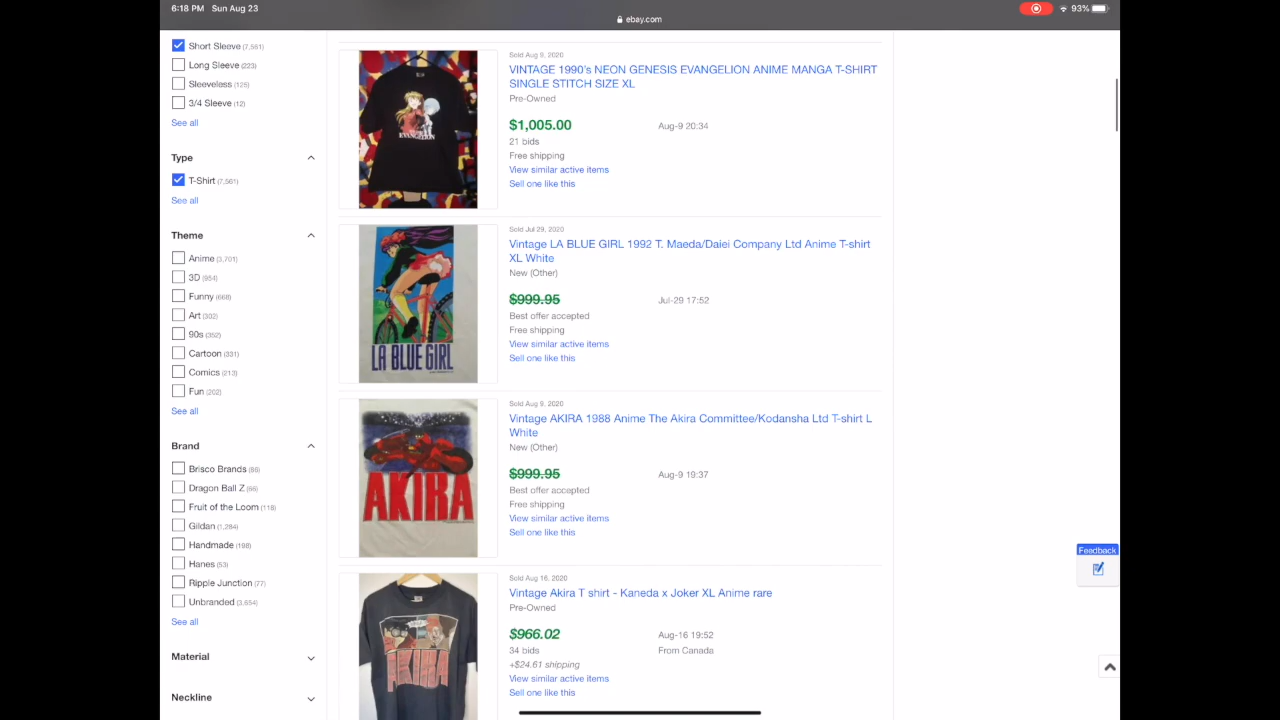 6:18 PM Sun Aug 23
93%
ebay.com
Short Sleeve (7,561)
Long Sleeve (223)
Sleeveless (125)
3/4 Sleeve (12)
See all
Type
T-Shirt (7,561)
See all
Theme
Anime (3,701)
3D (954)
Funny (668)
Art (382)
90s (352)
Cartoon (331)
Comics (213)
Fun (202)
See all
Brand
Brisco Brands (86)
Dragon Ball Z (66)
Fruit of the Loom (118)
Gildan (1,284)
Handmade (198)
Hanes (53)
Ripple Junction (77)
Unbranded (3,654)
See all
Material
Neckline
Sold Aug 9, 2020
VINTAGE 1990's NEON GENESIS EVANGELION ANIME MANGA T-SHIRT
SINGLE STITCH SIZE XL
Pre-Owned
$1,005.00 Aug-9 20:34
21 bids
Free shipping
View similar active items
Sell one like this
EVANGELION
Sold Jul 29, 2020
Vintage LA BLUE GIRL 1992 T. Maeda/Daiei Company Ltd Anime T-shirt
XL White
New (Other)
$999.95 Jul-29 17:52
Best offer accepted
Free shipping
View similar active items
Sell one like this
LA BLUE GIRL
Sold Aug 9, 2020
Vintage AKIRA 1988 Anime The Akira Committee/Kodansha Ltd T-shirt L
White
New (Other)
$999.95 Aug-9 19:37
Best offer accepted
Free shipping
View similar active items
Sell one like this
AKIRA
Sold Aug 16, 2020
Vintage Akira T shirt - Kaneda x Joker XL Anime rare
Pre-Owned
$966.02 Aug-16 19:52
34 bids From Canada
+$24.61 shipping
View similar active items
Sell one like this
AKIRA
Feedback